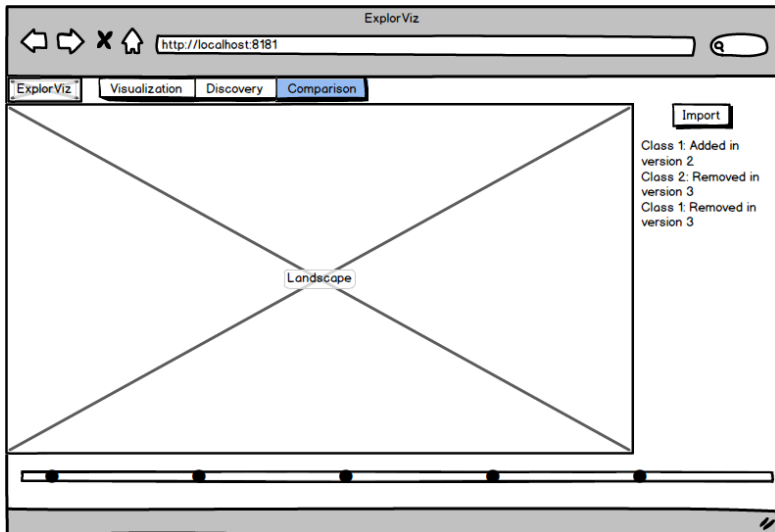 ExplorViz
http://localhost:8181
ExplorViz
Visualization
Discovery
Comparison
Import
Class 1: Added in
version 2
Class 2: Removed in
version 3
Class 1: Removed in
version 3
Landscape